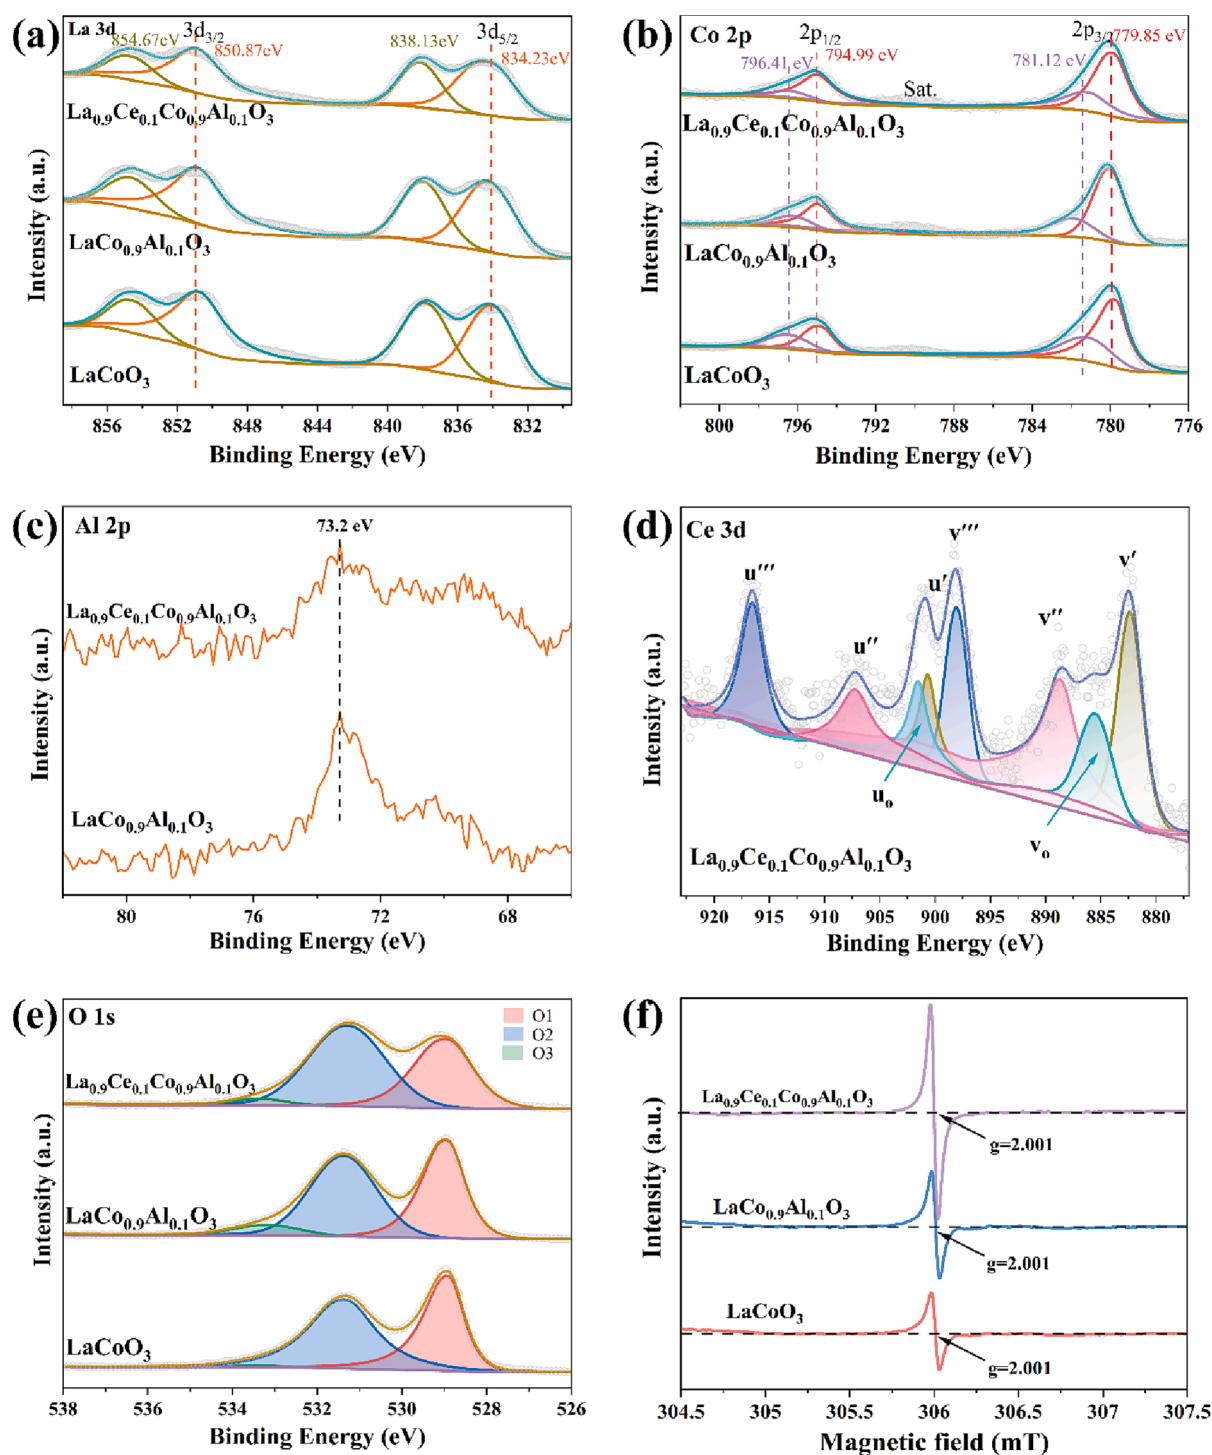 (a)
La 3d
854.67eV
3d3/2
850.87eV
838.13eV
3d5/2
834.23eV
La0.9Ce0.1Co0.9Al0.1O3
LaCo0.9Al0.1O3
LaCoO3
Intensity (a.u.)
856 852 848 844 840 836 832
Binding Energy (eV)
(b)
Co 2p
2p1/2
796.41 eV
794.99 eV
Sat.
2p3/2
779.85 eV
781.12 eV
La0.9Ce0.1Co0.9Al0.1O3
LaCo0.9Al0.1O3
LaCoO3
Intensity (a.u.)
800 796 792 788 784 780 776
Binding Energy (eV)
(c)
Al 2p
73.2 eV
La0.9Ce0.1Co0.9Al0.1O3
LaCo0.9Al0.1O3
Intensity (a.u.)
80 76 72 68
Binding Energy (eV)
(d)
Ce 3d
u'''
u''
u'
v'''
v''
v'
uo
vo
La0.9Ce0.1Co0.9Al0.1O3
Intensity (a.u.)
920 915 910 905 900 895 890 885 880
Binding Energy (eV)
(e)
O 1s
O1
O2
O3
La0.9Ce0.1Co0.9Al0.1O3
LaCo0.9Al0.1O3
LaCoO3
Intensity (a.u.)
538 535 533 531 529 526
Binding Energy (eV)
(f)
La0.9Ce0.1Co0.9Al0.1O3
g=2.001
LaCo0.9Al0.1O3
g=2.001
LaCoO3
g=2.001
Intensity (a.u.)
304.5 305 305.5 306 306.5 307 307.5
Magnetic field (mT)